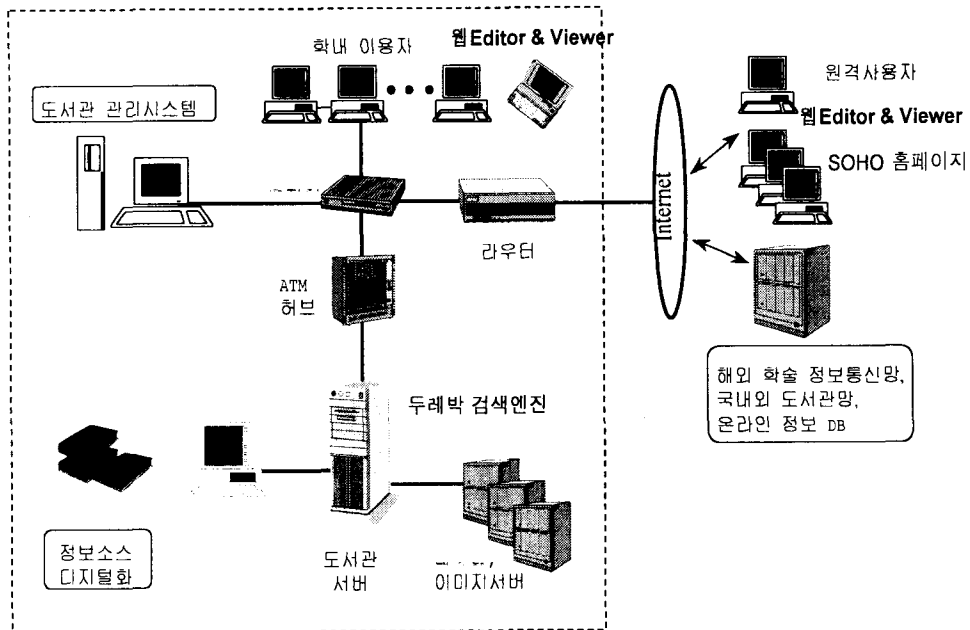 학내 이용자
웹Editor & Viewer
원격사용자
도서관 관리시스템
웹Editor & Viewer
SOHO 홈페이지
Internet
라우터
ATM
허브
해외 학술 정보통신망,
국내외 도서관망,
온라인 정보 DB
두레박 검색엔진
정보소스
디지털화
도서관
서버
이미지서버